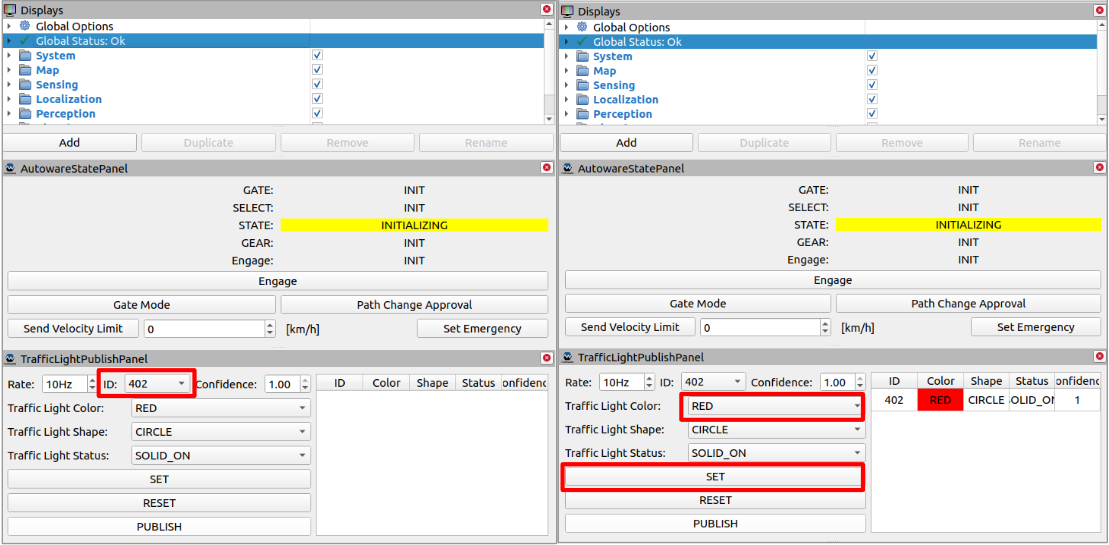 Displays
Global Options
Global Status: Ok
System
Map
Sensing
Localization
Perception
Add Duplicate Remove Rename
AutowareStatePanel
GATE: INIT
SELECT: INIT
STATE: INITIALIZING
GEAR: INIT
Engage: INIT
Engage
Gate Mode Path Change Approval
Send Velocity Limit 0 [km/h] Set Emergency
TrafficLightPublishPanel
Rate: 10Hz ID: 402 Confidence: 1.00 ID Color Shape Status onfidenc
Traffic Light Color: RED
Traffic Light Shape: CIRCLE
Traffic Light Status: SOLID_ON
SET
RESET
PUBLISH
Displays
Global Options
Global Status: Ok
System
Map
Sensing
Localization
Perception
Add Duplicate Remove Rename
AutowareStatePanel
GATE: INIT
SELECT: INIT
STATE: INITIALIZING
GEAR: INIT
Engage: INIT
Engage
Gate Mode Path Change Approval
Send Velocity Limit 0 [km/h] Set Emergency
TrafficLightPublishPanel
Rate: 10Hz ID: 402 Confidence: 1.00 ID Color Shape Status onfidenc
402 RED CIRCLE OLID_O 1
Traffic Light Color: RED
Traffic Light Shape: CIRCLE
Traffic Light Status: SOLID_ON
SET
RESET
PUBLISH